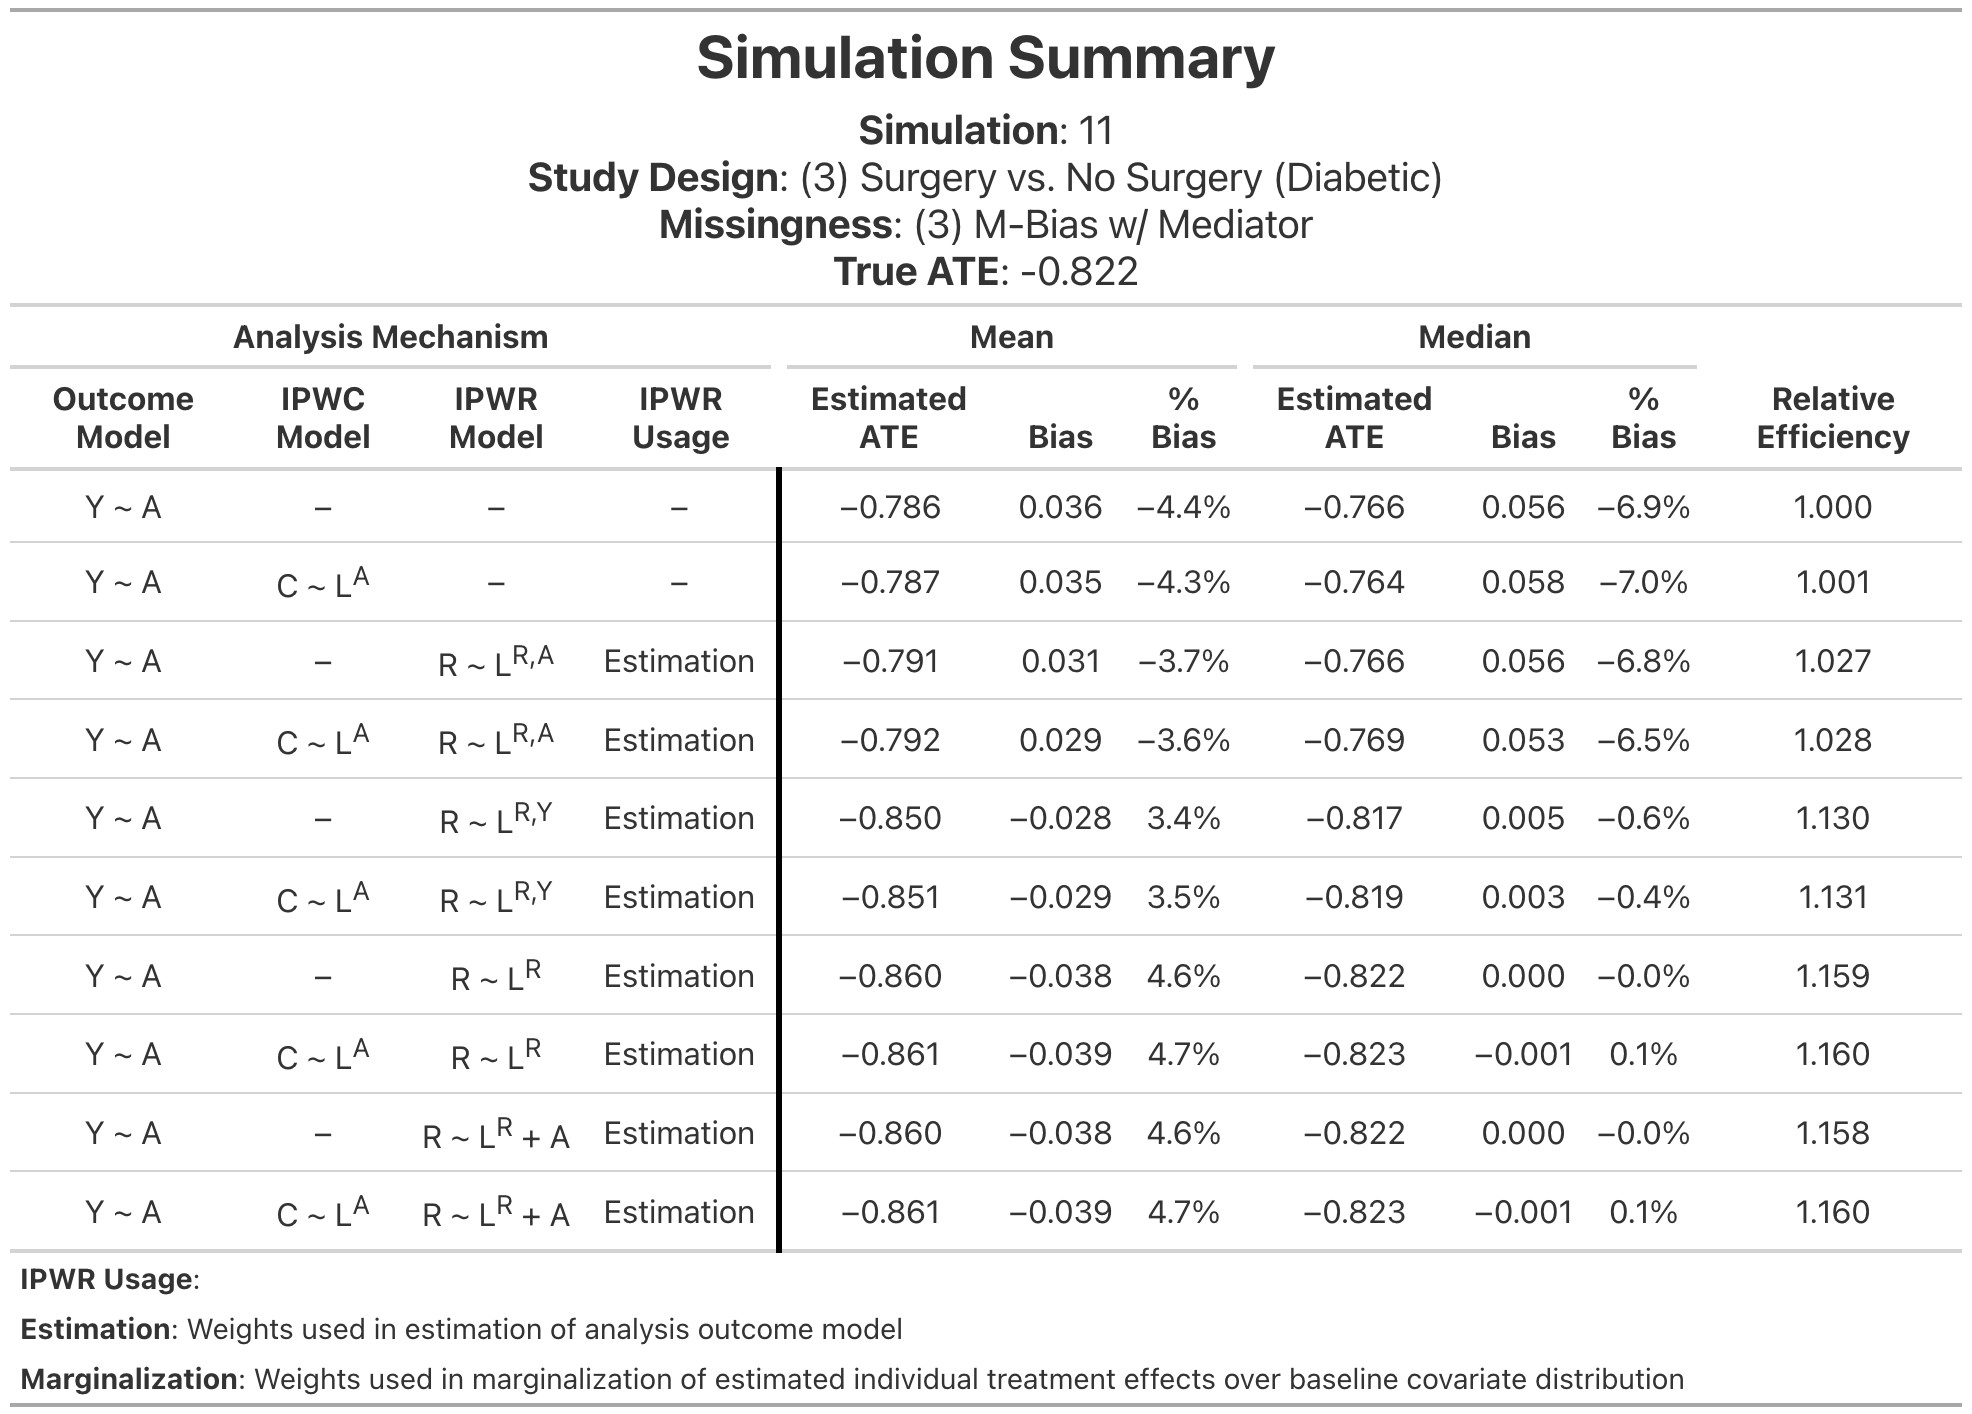 Simulation Summary
Simulation: 11
Study Design: (3) Surgery vs. No Surgery (Diabetic)
Missingness: (3) M-Bias w/ Mediator
True ATE: -0.822
Analysis Mechanism Mean Median
Outcome Model IPWC Model IPWR Model IPWR Usage Estimated ATE Bias % Bias Estimated ATE Bias % Bias Relative Efficiency
Y ~ A – – – −0.786 0.036 −4.4% −0.766 0.056 −6.9% 1.000
Y ~ A C ~ L^A – – −0.787 0.035 −4.3% −0.764 0.058 −7.0% 1.001
Y ~ A – R ~ L^R,A Estimation −0.791 0.031 −3.7% −0.766 0.056 −6.8% 1.027
Y ~ A C ~ L^A R ~ L^R,A Estimation −0.792 0.029 −3.6% −0.769 0.053 −6.5% 1.028
Y ~ A – R ~ L^R,Y Estimation −0.850 −0.028 3.4% −0.817 0.005 −0.6% 1.130
Y ~ A C ~ L^A R ~ L^R,Y Estimation −0.851 −0.029 3.5% −0.819 0.003 −0.4% 1.131
Y ~ A – R ~ L^R Estimation −0.860 −0.038 4.6% −0.822 0.000 −0.0% 1.159
Y ~ A C ~ L^A R ~ L^R Estimation −0.861 −0.039 4.7% −0.823 −0.001 0.1% 1.160
Y ~ A – R ~ L^R + A Estimation −0.860 −0.038 4.6% −0.822 0.000 −0.0% 1.158
Y ~ A C ~ L^A R ~ L^R + A Estimation −0.861 −0.039 4.7% −0.823 −0.001 0.1% 1.160
IPWR Usage:
Estimation: Weights used in estimation of analysis outcome model
Marginalization: Weights used in marginalization of estimated individual treatment effects over baseline covariate distribution